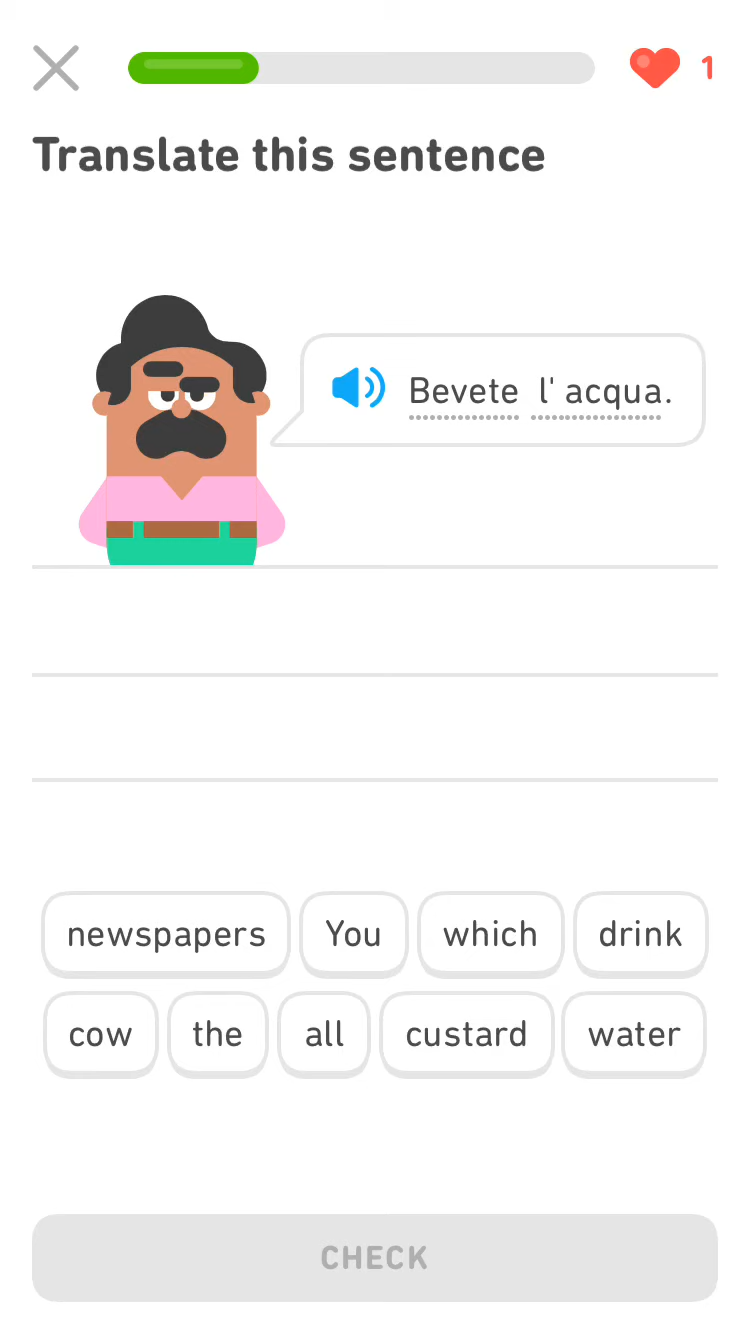 1
Translate this sentence
Bevete l' acqua.
newspapers You which drink
cow the all custard water
CHECK